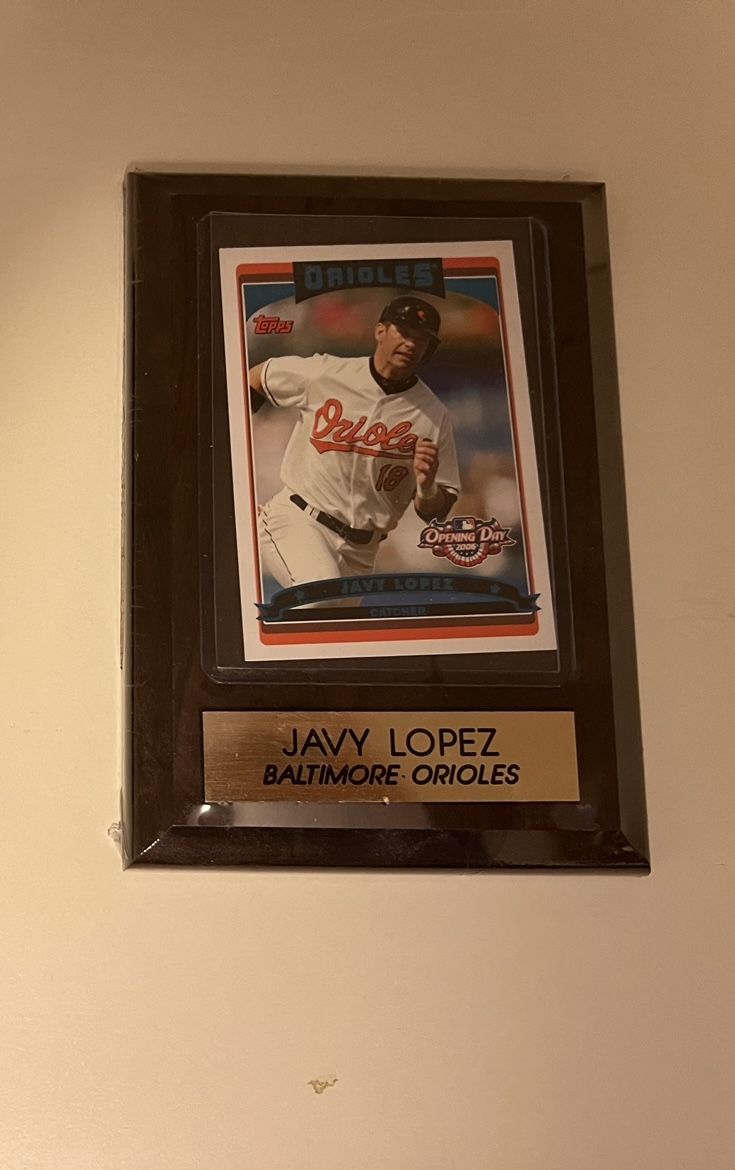 ORIOLES
Topps
Orioles
18
OPENING DAY
2006
JAVY LOPEZ
CATCHER
JAVY LOPEZ
BALTIMORE·ORIOLES